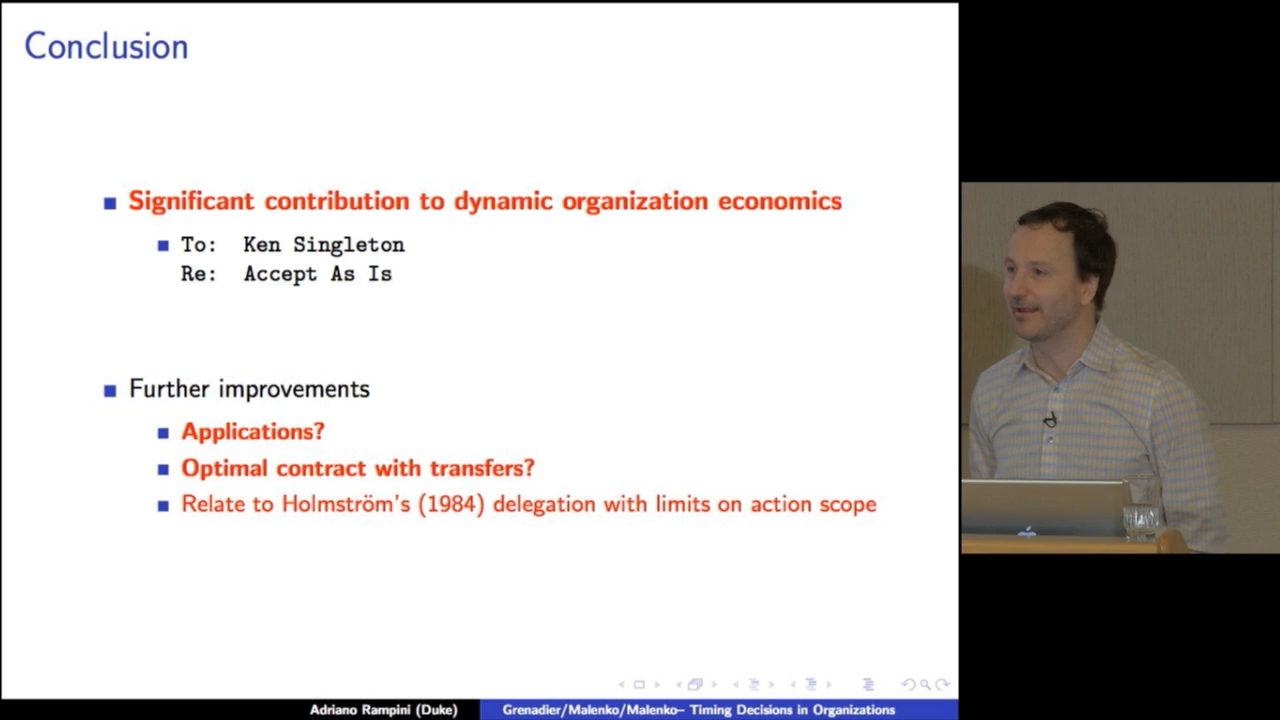 Conclusion
Significant contribution to dynamic organization economics
To: Ken Singleton
Re: Accept As Is
Further improvements
Applications?
Optimal contract with transfers?
Relate to Holmström's (1984) delegation with limits on action scope
Adriano Rampini (Duke)
Grenadier/Malenko/Malenko– Timing Decisions in Organizations